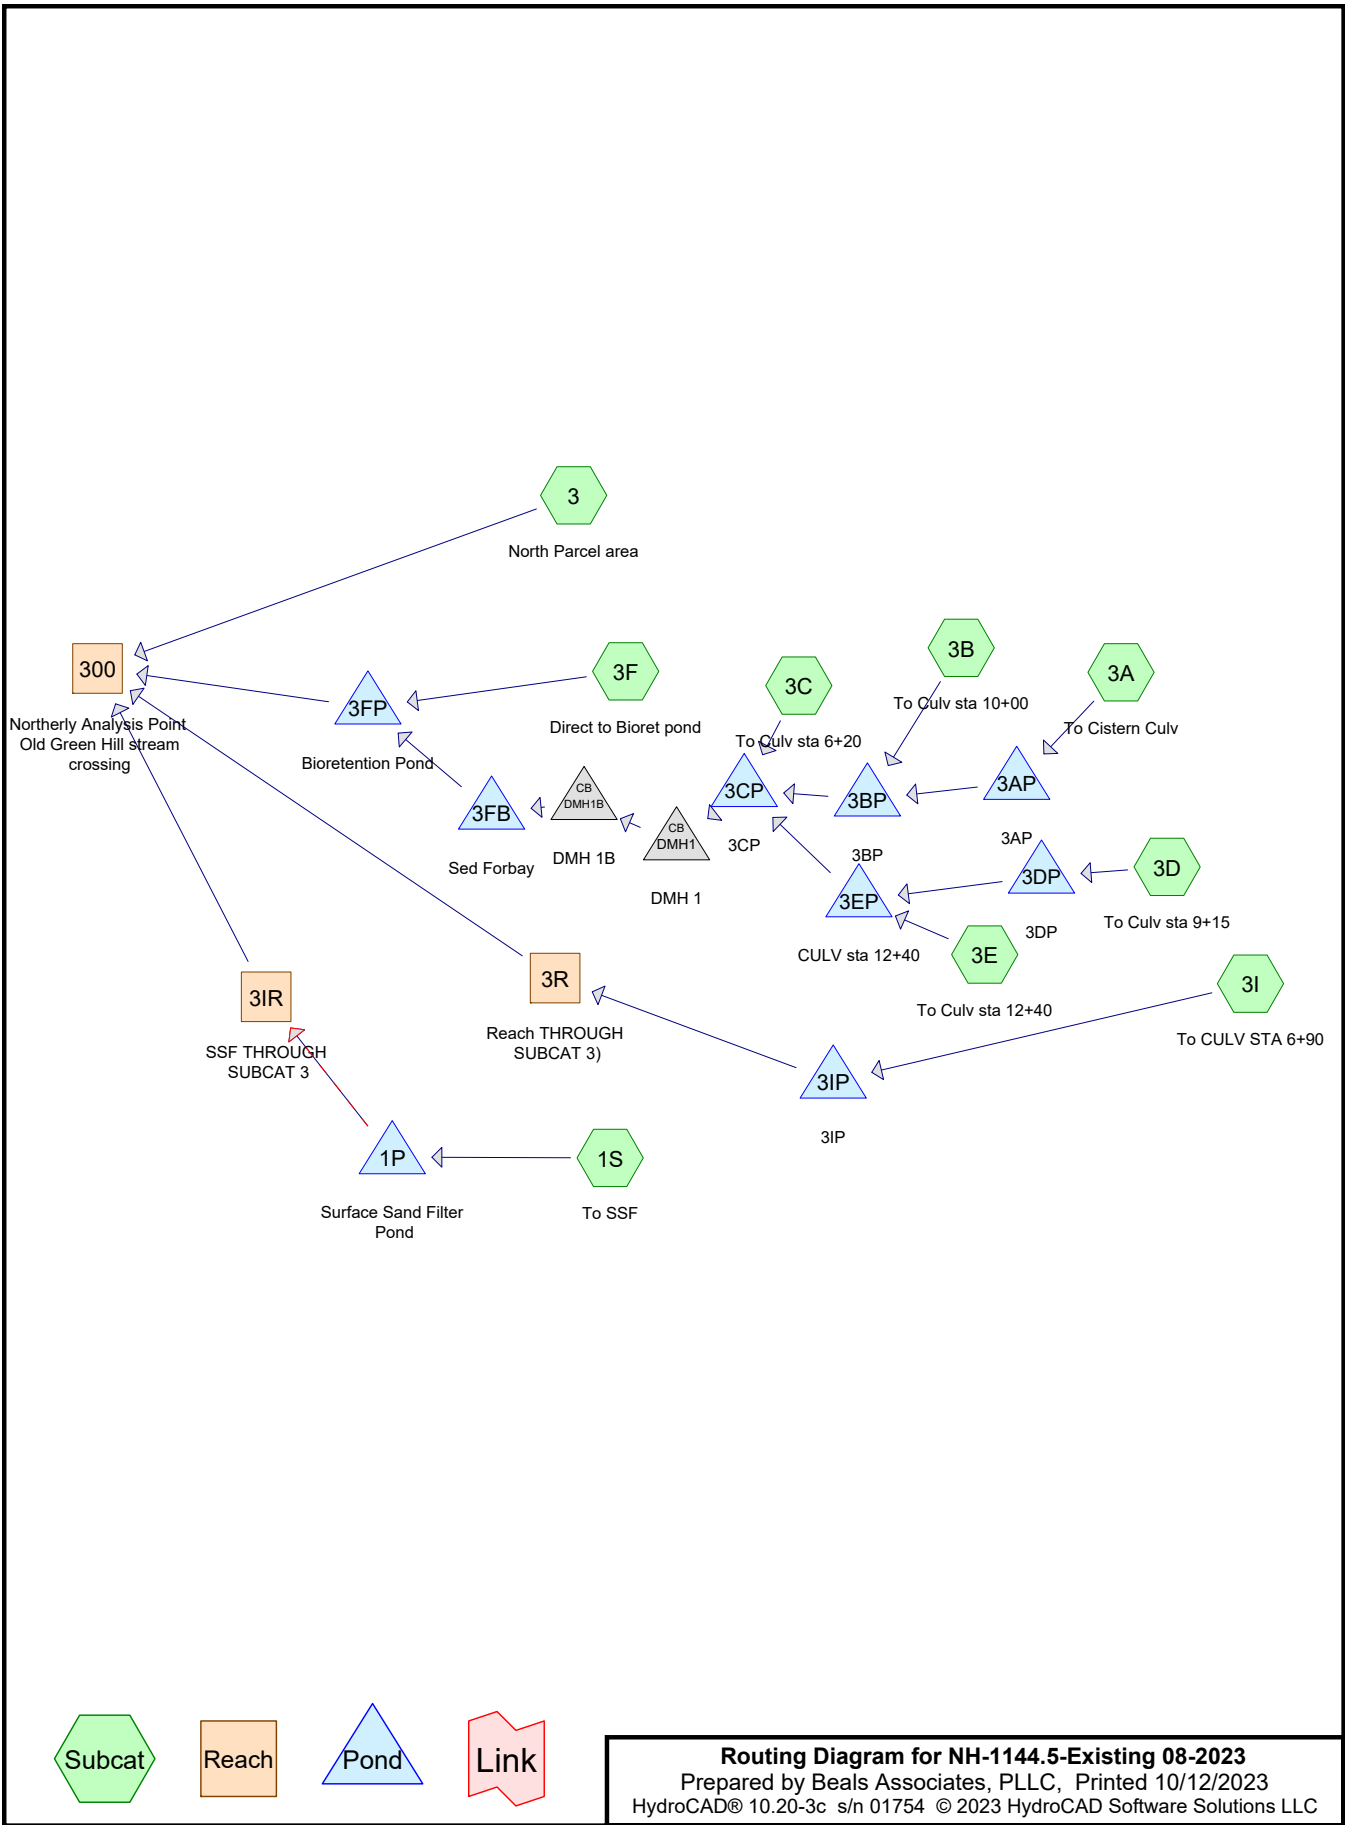 3
North Parcel area
300
Northerly Analysis Point
Old Green Hill stream
crossing
3FP
Bioretention Pond
3F
Direct to Bioret pond
3C
To Culv sta 6+20
3B
To Culv sta 10+00
3A
To Cistern Culv
3FB
Sed Forbay
CB
DMH1B
DMH 1B
CB
DMH1
DMH 1
3CP
3CP
3BP
3BP
3AP
3AP
3EP
CULV sta 12+40
3DP
3DP
3D
To Culv sta 9+15
3E
To Culv sta 12+40
3I
To CULV STA 6+90
3IR
SSF THROUGH
SUBCAT 3
3R
Reach THROUGH
SUBCAT 3)
3IP
3IP
1P
Surface Sand Filter
Pond
1S
To SSF
Subcat
Reach
Pond
Link
Routing Diagram for NH-1144.5-Existing 08-2023
Prepared by Beals Associates, PLLC, Printed 10/12/2023
HydroCAD® 10.20-3c s/n 01754 © 2023 HydroCAD Software Solutions LLC